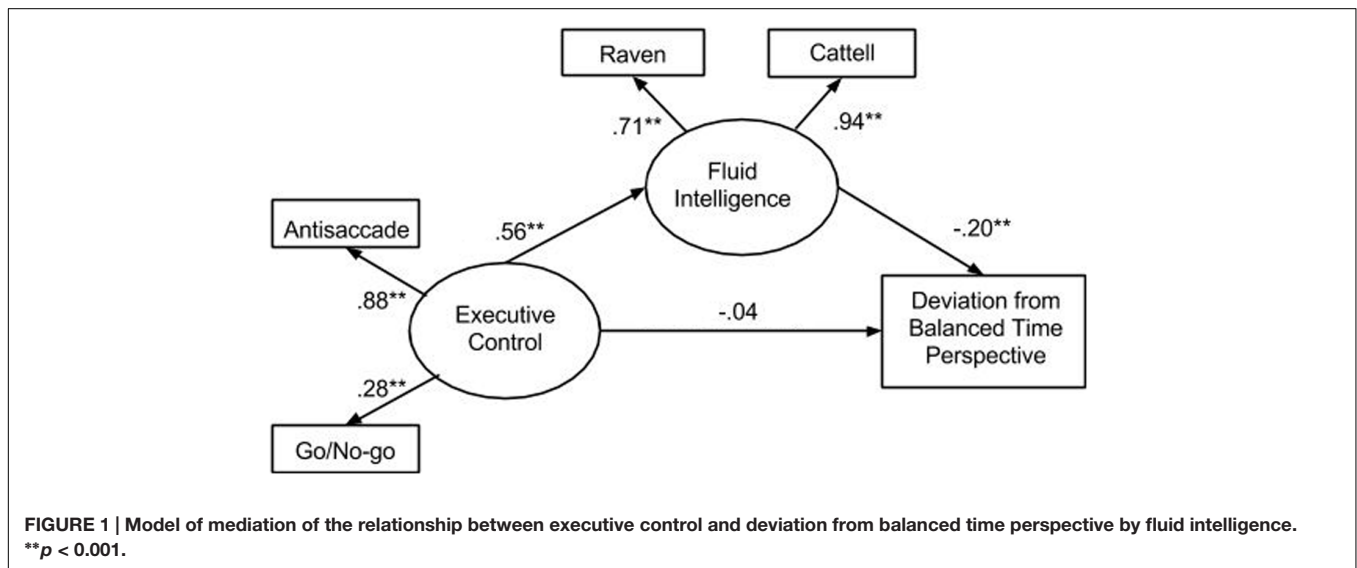 Raven
Cattell
.71**
.94**
Fluid
Intelligence
Antisaccade
.56**
-.20**
.88**
Executive
Control
-.04
Deviation from
Balanced Time
Perspective
.28**
Go/No-go
FIGURE 1 | Model of mediation of the relationship between executive control and deviation from balanced time perspective by fluid intelligence.
**p < 0.001.